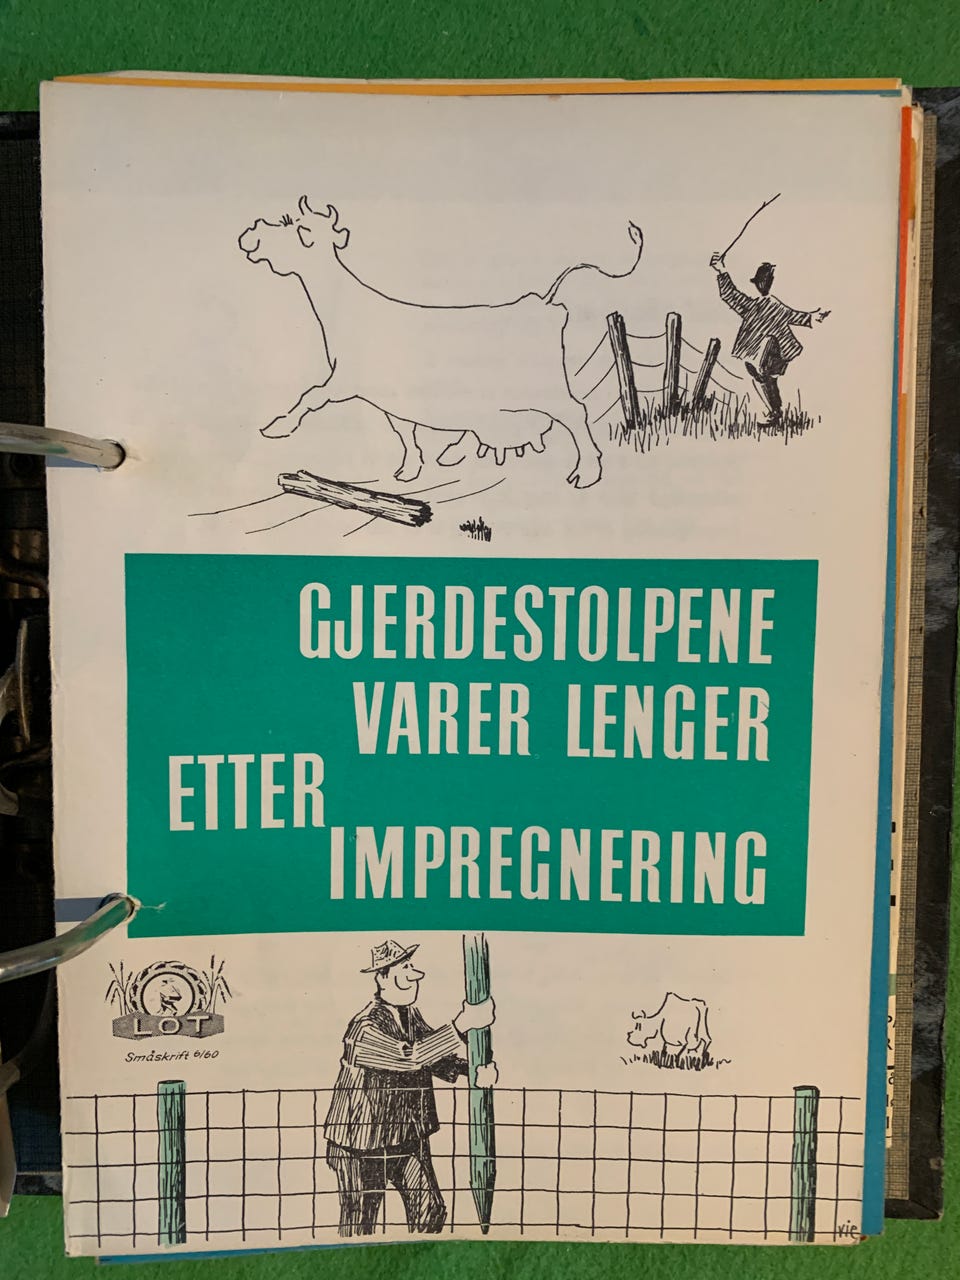 GJERDESTOLPENE
VARER LENGER
ETTER
IMPREGNERING
LOT
Småskrift 6/60